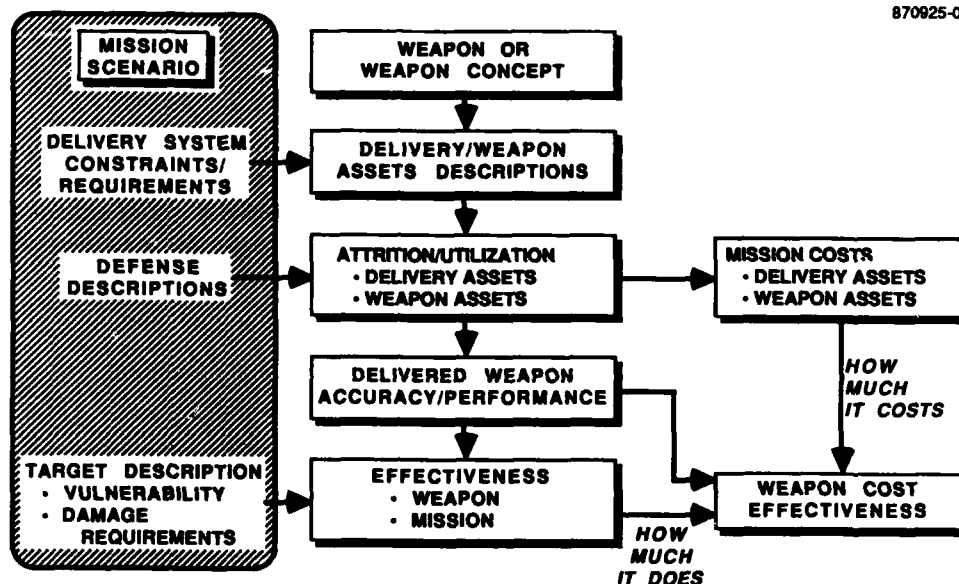 870925-0
MISSION
SCENARIO
WEAPON OR
WEAPON CONCEPT
DELIVERY SYSTEM
CONSTRAINTS/
REQUIREMENTS
DELIVERY/WEAPON
ASSETS DESCRIPTIONS
DEFENSE
DESCRIPTIONS
ATTRITION/UTILIZATION
• DELIVERY ASSETS
• WEAPON ASSETS
MISSION COSTS
• DELIVERY ASSETS
• WEAPON ASSETS
DELIVERED WEAPON
ACCURACY/PERFORMANCE
HOW
MUCH
IT COSTS
TARGET DESCRIPTION
• VULNERABILITY
• DAMAGE
REQUIREMENTS
EFFECTIVENESS
• WEAPON
• MISSION
WEAPON COST
EFFECTIVENESS
HOW
MUCH
IT DOES